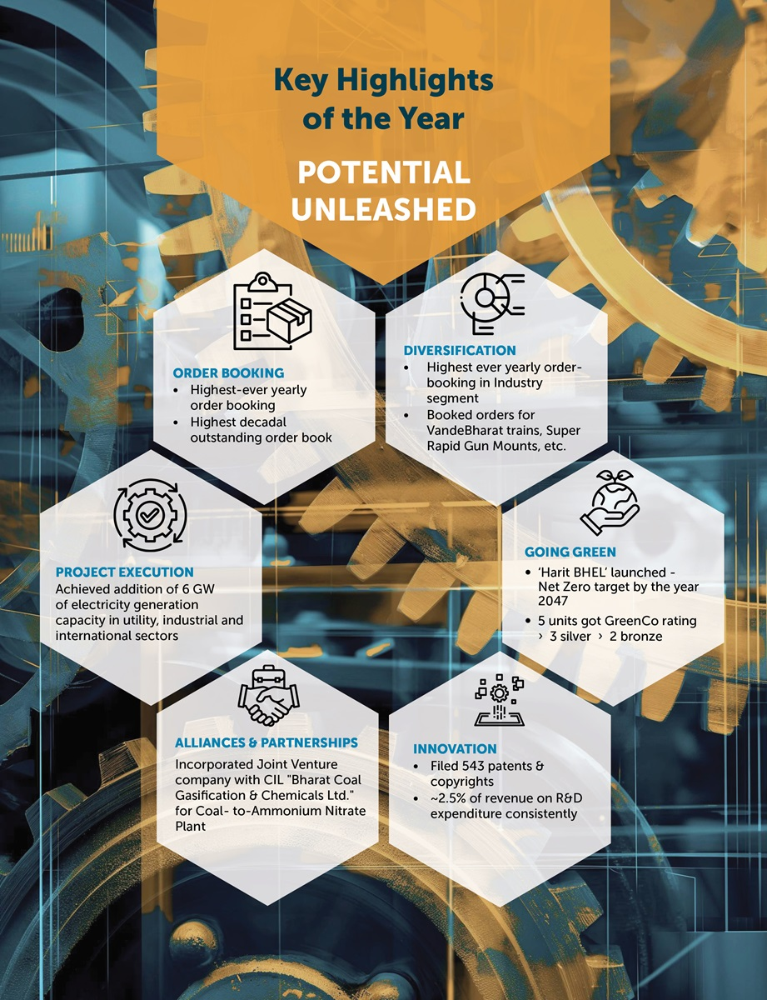 Key Highlights
of the Year
POTENTIAL
UNLEASHED
ORDER BOOKING
• Highest-ever yearly
order booking
• Highest decadal
outstanding order book
DIVERSIFICATION
• Highest ever yearly order-
booking in Industry
segment
• Booked orders for
VandeBharat trains, Super
Rapid Gun Mounts, etc.
PROJECT EXECUTION
Achieved addition of 6 GW
of electricity generation
capacity in utility, industrial and
international sectors
GOING GREEN
• ‘Harit BHEL’ launched -
Net Zero target by the year
2047
• 5 units got GreenCo rating
› 3 silver › 2 bronze
ALLIANCES & PARTNERSHIPS
Incorporated Joint Venture
company with CIL "Bharat Coal
Gasification & Chemicals Ltd."
for Coal- to-Ammonium Nitrate
Plant
INNOVATION
• Filed 543 patents &
copyrights
• ~2.5% of revenue on R&D
expenditure consistently